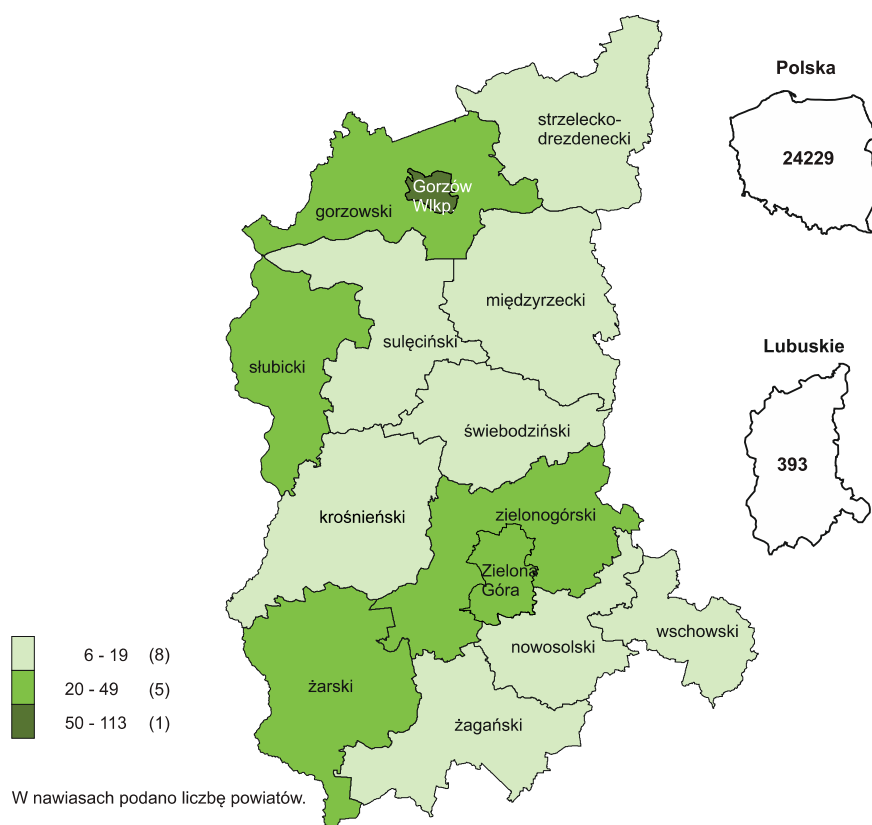 Polska
24229
strzelecko-
drezdenecki
Gorzów
Wlkp.
gorzowski
międzyrzecki
sulęciński
słubicki
Lubuskie
393
świebodziński
krośnieński
zielonogórski
Zielona
Góra
wschowski
nowosolski
żarski
żagański
6 - 19 (8)
20 - 49 (5)
50 - 113 (1)
W nawiasach podano liczbę powiatów.